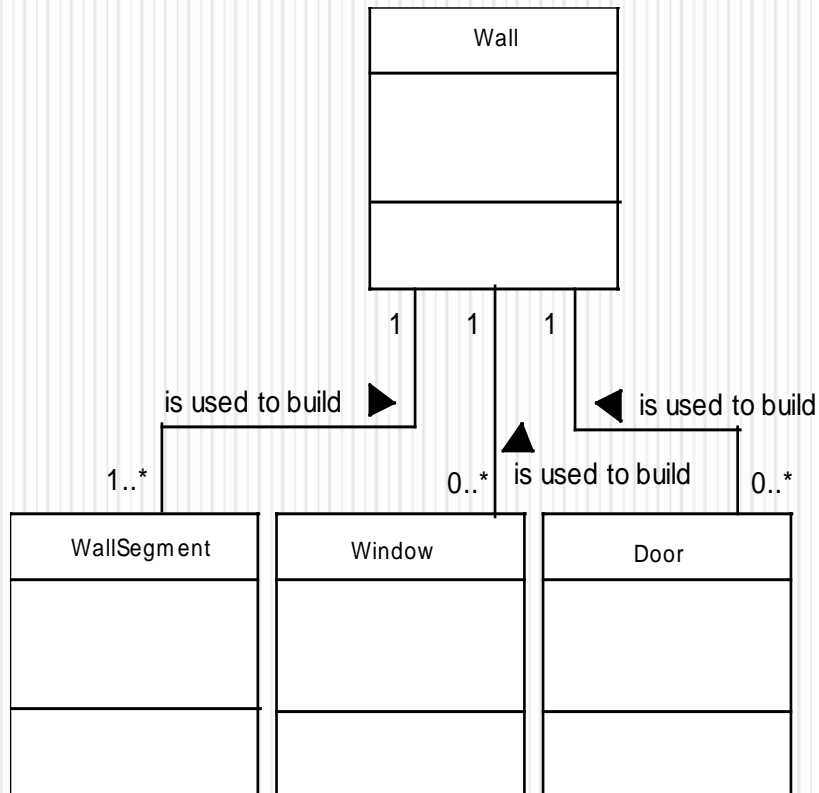 Wall
1 1 1
is used to build
is used to build
1..*
0..*
is used to build
0..*
WallSegment
Window
Door